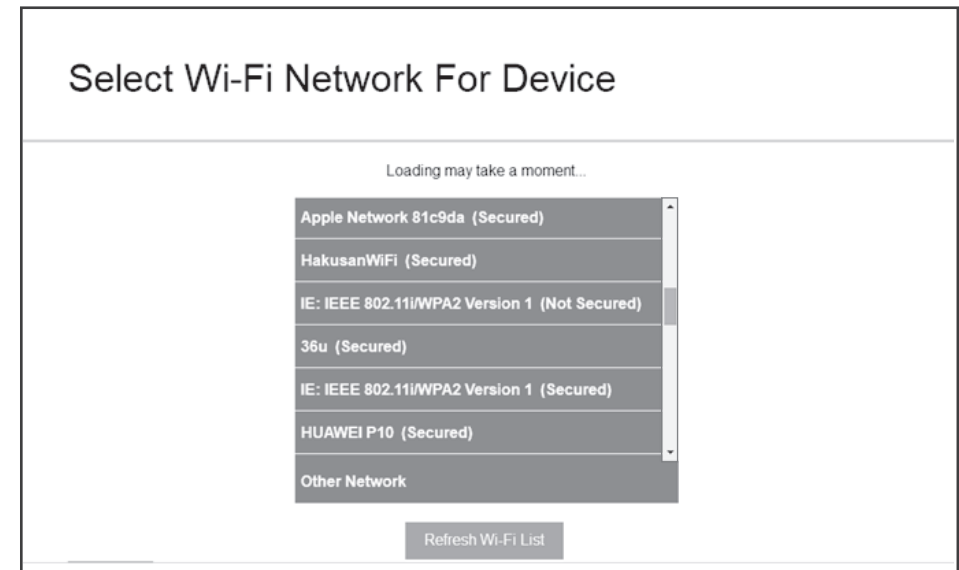 Select Wi-Fi Network For Device
Loading may take a moment...
Apple Network 81c9da (Secured)
HakusanWiFi (Secured)
IE: IEEE 802.11i/WPA2 Version 1 (Not Secured)
36u (Secured)
IE: IEEE 802.11i/WPA2 Version 1 (Secured)
HUAWEI P10 (Secured)
Other Network
Refresh Wi-Fi List